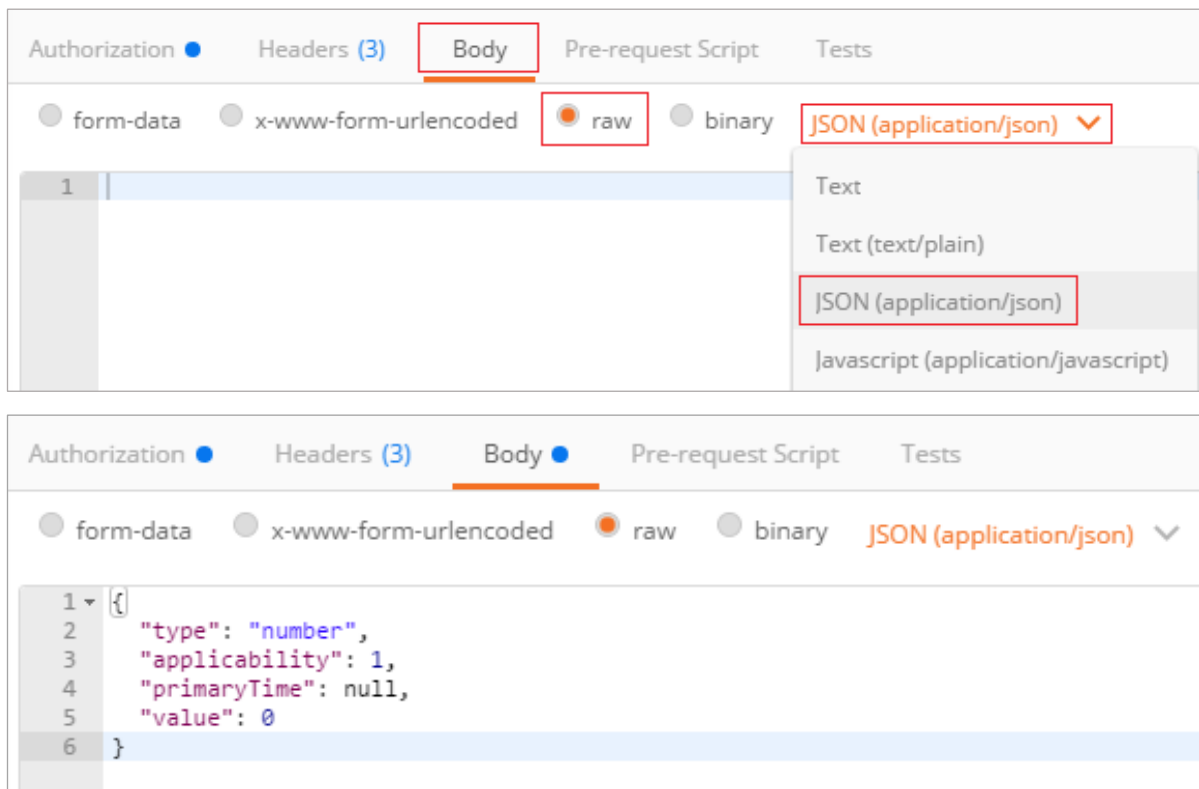 Authorization Headers (3) Body Pre-request Script Tests
form-data x-www-form-urlencoded raw binary JSON (application/json)
1
Text
Text (text/plain)
JSON (application/json)
Javascript (application/javascript)
Authorization Headers (3) Body Pre-request Script Tests
form-data x-www-form-urlencoded raw binary JSON (application/json)
1 {
2 "type": "number",
3 "applicability": 1,
4 "primaryTime": null,
5 "value": 0
6 }